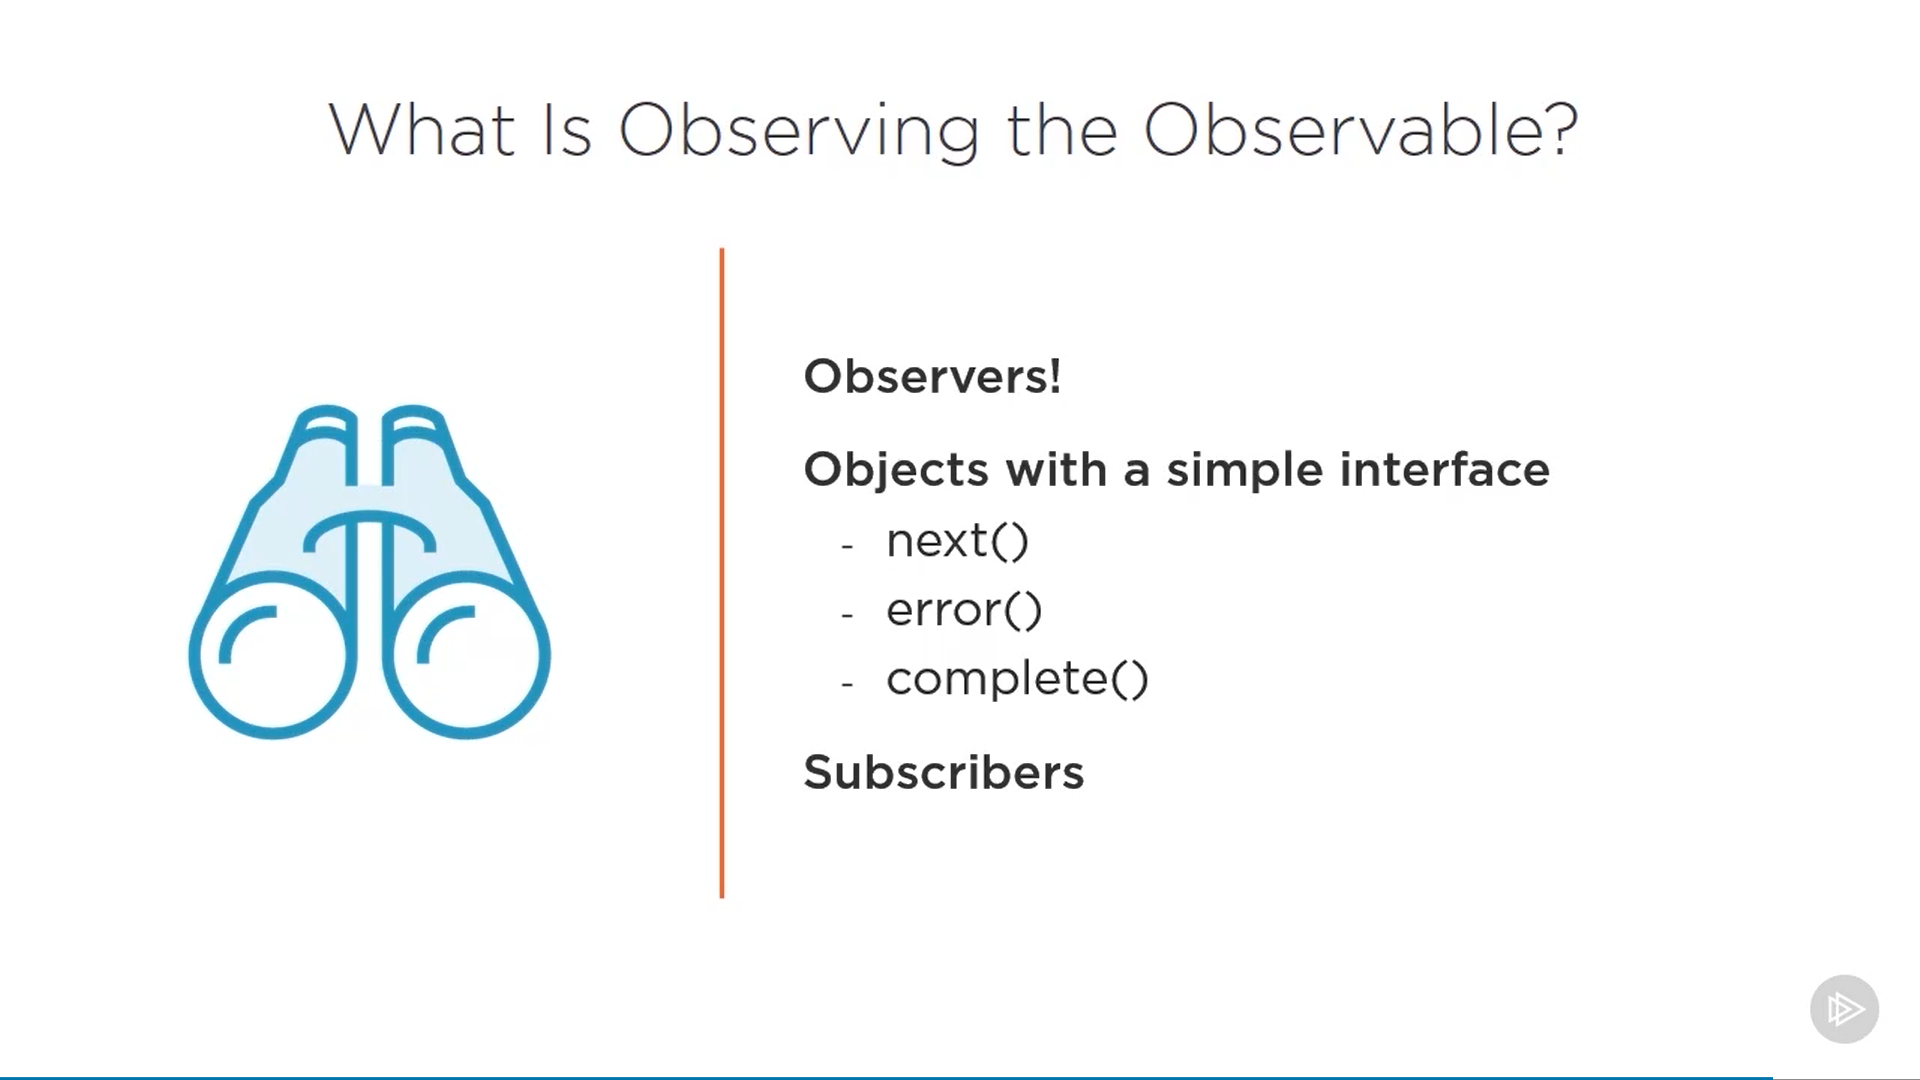 What Is Observing the Observable?
Observers!
Objects with a simple interface
- next()
- error()
- complete()
Subscribers